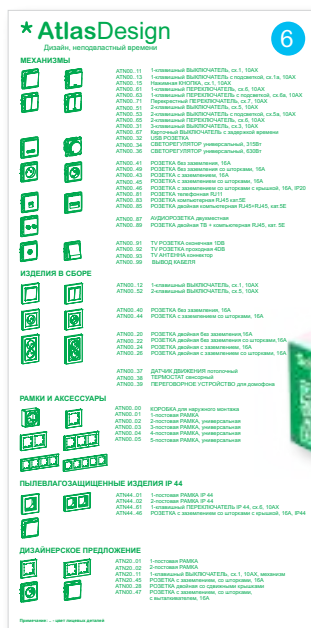 * AtlasDesign
Дизайн, неподвластный времени
6
МЕХАНИЗМЫ
ATN00..11 1-клавишный ВЫКЛЮЧАТЕЛЬ, сх.1, 10АХ
ATN00..13 1-клавишный ВЫКЛЮЧАТЕЛЬ с подсветкой, сх.1а, 10АХ
ATN00..15 Нажимная КНОПКА, сх.1, 10АХ
ATN00..61 1-клавишный ПЕРЕКЛЮЧАТЕЛЬ, сх.6, 10АХ
ATN00..63 1-клавишный ПЕРЕКЛЮЧАТЕЛЬ с подсветкой, сх.6а, 10АХ
ATN00..71 Перекрестный ПЕРЕКЛЮЧАТЕЛЬ, сх.7, 10АХ
ATN00..51 2-клавишный ВЫКЛЮЧАТЕЛЬ, сх.5, 10АХ
ATN00..53 2-клавишный ВЫКЛЮЧАТЕЛЬ с подсветкой, сх.5а, 10АХ
ATN00..65 2-клавишный ПЕРЕКЛЮЧАТЕЛЬ, сх.6, 10АХ
ATN00..31 3-клавишный ВЫКЛЮЧАТЕЛЬ, сх.3, 10АХ
ATN00..67 Карточный ВЫКЛЮЧАТЕЛЬ с задержкой времени
ATN00..32 USB РОЗЕТКА
ATN00..34 СВЕТОРЕГУЛЯТОР универсальный, 315Вт
ATN00..36 СВЕТОРЕГУЛЯТОР универсальный, 630Вт
ATN00..41 РОЗЕТКА без заземления, 16А
ATN00..49 РОЗЕТКА без заземления со шторками, 16А
ATN00..43 РОЗЕТКА с заземлением, 16А
ATN00..45 РОЗЕТКА с заземлением со шторками, 16А
ATN00..46 РОЗЕТКА с заземлением со шторками с крышкой, 16А, IP20
ATN00..81 РОЗЕТКА телефонная RJ11
ATN00..83 РОЗЕТКА компьютерная RJ45 кат.5Е
ATN00..85 РОЗЕТКА двойная компьютерная RJ45+RJ45, кат.5Е
ATN00..87 АУДИОРОЗЕТКА двухместная
ATN00..89 РОЗЕТКА двойная ТВ + компьютерная RJ45, кат. 5Е
ATN00..91 TV РОЗЕТКА оконечная 1DB
ATN00..92 TV РОЗЕТКА проходная 4DB
ATN00..93 TV АНТЕННА коннектор
ATN00..99 ВЫВОД КАБЕЛЯ
ИЗДЕЛИЯ В СБОРЕ
ATN00..12 1-клавишный ВЫКЛЮЧАТЕЛЬ, сх.1, 10АХ
ATN00..52 2-клавишный ВЫКЛЮЧАТЕЛЬ, сх.5, 10АХ
ATN00..40 РОЗЕТКА без заземления, 16А
ATN00..44 РОЗЕТКА с заземлением со шторками, 16А
ATN00..20 РОЗЕТКА двойная без заземления,16А
ATN00..22 РОЗЕТКА двойная без заземления со шторками,16А
ATN00..24 РОЗЕТКА двойная с заземлением, 16А
ATN00..26 РОЗЕТКА двойная с заземлением со шторками, 16А
ATN00..37 ДАТЧИК ДВИЖЕНИЯ потолочный
ATN00..38 ТЕРМОСТАТ сенсорный
ATN00..39 ПЕРЕГОВОРНОЕ УСТРОЙСТВО для домофона
РАМКИ И АКСЕССУАРЫ
ATN00..00 КОРОБКА для наружного монтажа
ATN00..01 1-постовая РАМКА
ATN00..02 2-постовая РАМКА, универсальная
ATN00..03 3-постовая РАМКА, универсальная
ATN00..04 4-постовая РАМКА, универсальная
ATN00..05 5-постовая РАМКА, универсальная
ПЫЛЕВЛАГОЗАЩИЩЕННЫЕ ИЗДЕЛИЯ IP 44
ATN44..01 1-постовая РАМКА IP 44
ATN44..02 2-постовая РАМКА IP 44
ATN44..61 1-клавишный ПЕРЕКЛЮЧАТЕЛЬ IP 44, сх.6, 10АХ
ATN44..46 РОЗЕТКА с заземлением со шторками с крышкой, 16А, IP44
ДИЗАЙНЕРСКОЕ ПРЕДЛОЖЕНИЕ
ATN20..01 1-постовая РАМКА
ATN20..02 2-постовая РАМКА
ATN20..11 1-клавишный ВЫКЛЮЧАТЕЛЬ, сх.1, 10АХ, механизм
ATN20..45 РОЗЕТКА с заземлением, со шторками, 16А
ATN00..28 РОЗЕТКА двойная со сдвижными крышками
ATN00..47 РОЗЕТКА с заземлением, со шторками,
с выталкивателем, 16А
Примечание: .. - цвет лицевых деталей